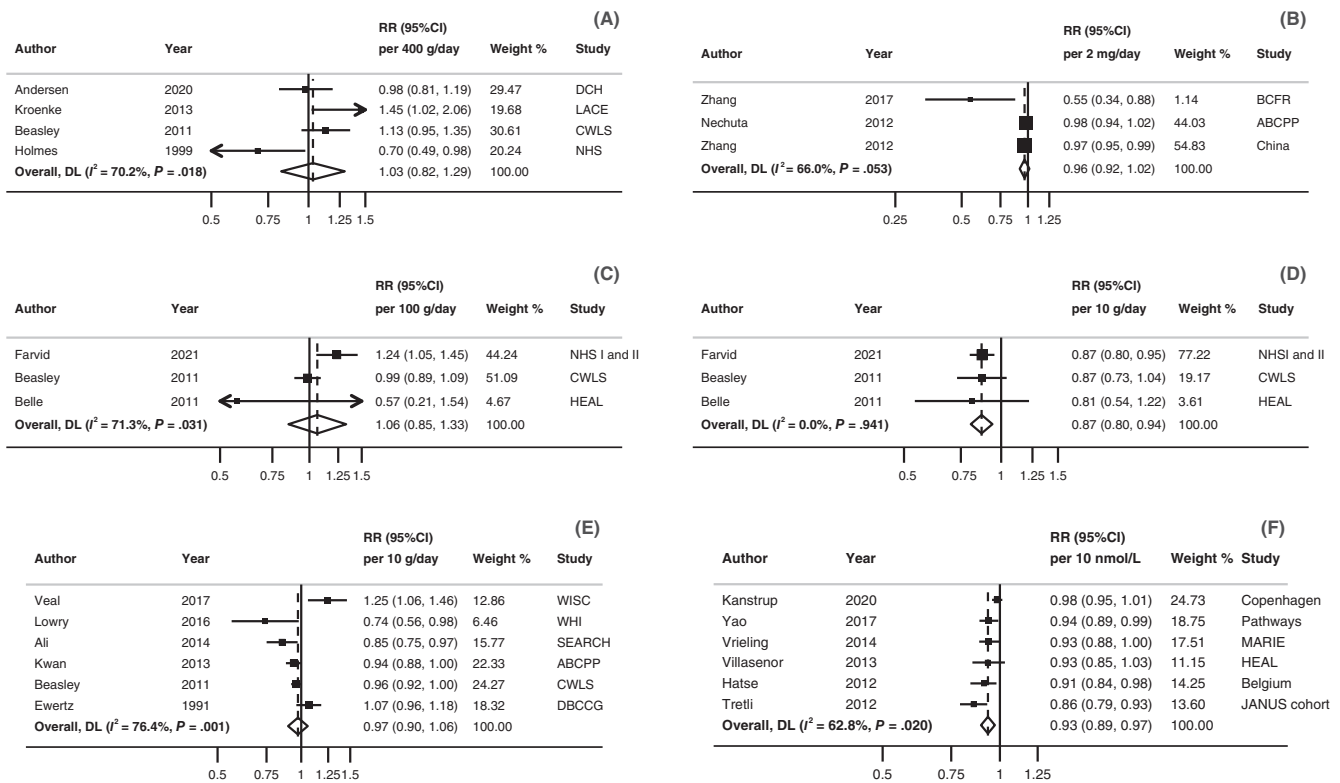 (A)
RR (95%CI)
Author Year per 400 g/day Weight % Study
Andersen 2020 0.98 (0.81, 1.19) 29.47 DCH
Kroenke 2013 1.45 (1.02, 2.06) 19.68 LACE
Beasley 2011 1.13 (0.95, 1.35) 30.61 CWLS
Holmes 1999 0.70 (0.49, 0.98) 20.24 NHS
Overall, DL (I² = 70.2%, P = .018) 1.03 (0.82, 1.29) 100.00
0.5 0.75 1 1.25 1.5
(B)
RR (95%CI)
Author Year per 2 mg/day Weight % Study
Zhang 2017 0.55 (0.34, 0.88) 1.14 BCFR
Nechuta 2012 0.98 (0.94, 1.02) 44.03 ABCPP
Zhang 2012 0.97 (0.95, 0.99) 54.83 China
Overall, DL (I² = 66.0%, P = .053) 0.96 (0.92, 1.02) 100.00
0.25 0.5 0.75 1 1.25
(C)
RR (95%CI)
Author Year per 100 g/day Weight % Study
Farvid 2021 1.24 (1.05, 1.45) 44.24 NHS I and II
Beasley 2011 0.99 (0.89, 1.09) 51.09 CWLS
Belle 2011 0.57 (0.21, 1.54) 4.67 HEAL
Overall, DL (I² = 71.3%, P = .031) 1.06 (0.85, 1.33) 100.00
0.5 0.75 1 1.25 1.5
(D)
RR (95%CI)
Author Year per 10 g/day Weight % Study
Farvid 2021 0.87 (0.80, 0.95) 77.22 NHSI and II
Beasley 2011 0.87 (0.73, 1.04) 19.17 CWLS
Belle 2011 0.81 (0.54, 1.22) 3.61 HEAL
Overall, DL (I² = 0.0%, P = .941) 0.87 (0.80, 0.94) 100.00
0.5 0.75 1 1.25 1.5
(E)
RR (95%CI)
Author Year per 10 g/day Weight % Study
Veal 2017 1.25 (1.06, 1.46) 12.86 WISC
Lowry 2016 0.74 (0.56, 0.98) 6.46 WHI
Ali 2014 0.85 (0.75, 0.97) 15.77 SEARCH
Kwan 2013 0.94 (0.88, 1.00) 22.33 ABCPP
Beasley 2011 0.96 (0.92, 1.00) 24.27 CWLS
Ewertz 1991 1.07 (0.96, 1.18) 18.32 DBCCG
Overall, DL (I² = 76.4%, P = .001) 0.97 (0.90, 1.06) 100.00
0.5 0.75 1 1.25 1.5
(F)
RR (95%CI)
Author Year per 10 nmol/L Weight % Study
Kanstrup 2020 0.98 (0.95, 1.01) 24.73 Copenhagen
Yao 2017 0.94 (0.89, 0.99) 18.75 Pathways
Vrieling 2014 0.93 (0.88, 1.00) 17.51 MARIE
Villasenor 2013 0.93 (0.85, 1.03) 11.15 HEAL
Hatse 2012 0.91 (0.84, 0.98) 14.25 Belgium
Tretli 2012 0.86 (0.79, 0.93) 13.60 JANUS cohort
Overall, DL (I² = 62.8%, P = .020) 0.93 (0.89, 0.97) 100.00
0.5 0.75 1 1.25